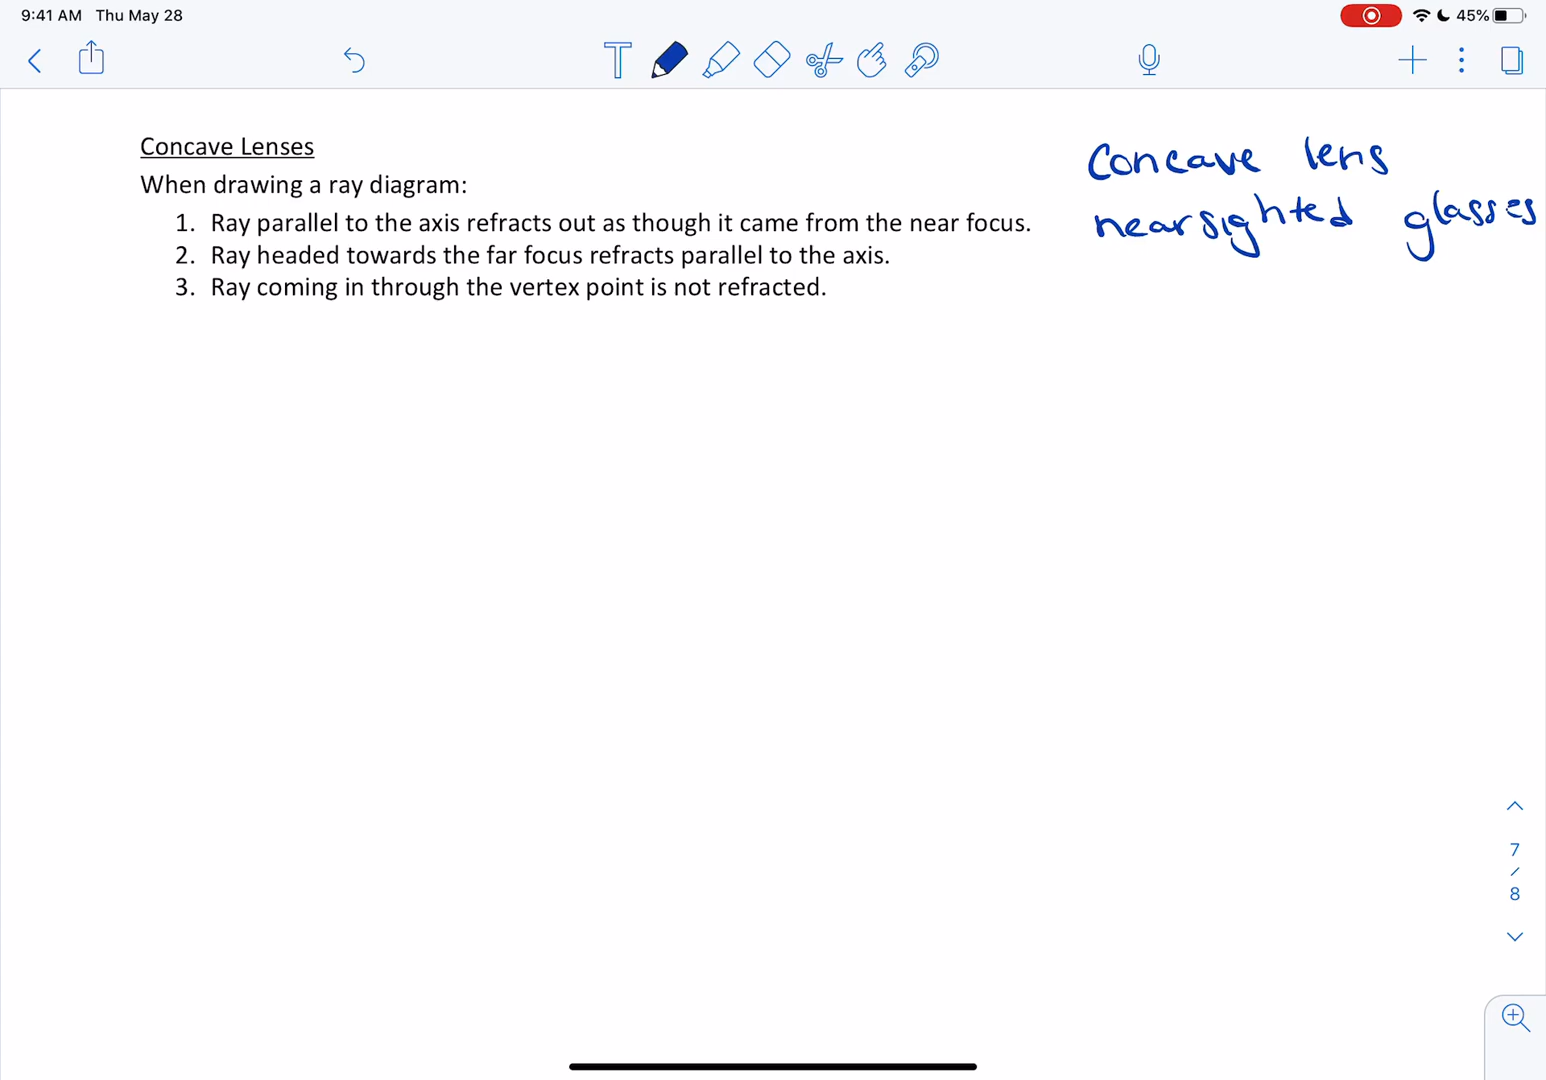 9:41 AM Thu May 28
45%
Concave Lenses
When drawing a ray diagram:
1. Ray parallel to the axis refracts out as though it came from the near focus.
2. Ray headed towards the far focus refracts parallel to the axis.
3. Ray coming in through the vertex point is not refracted.
Concave lens
nearsighted glasses
7
/
8